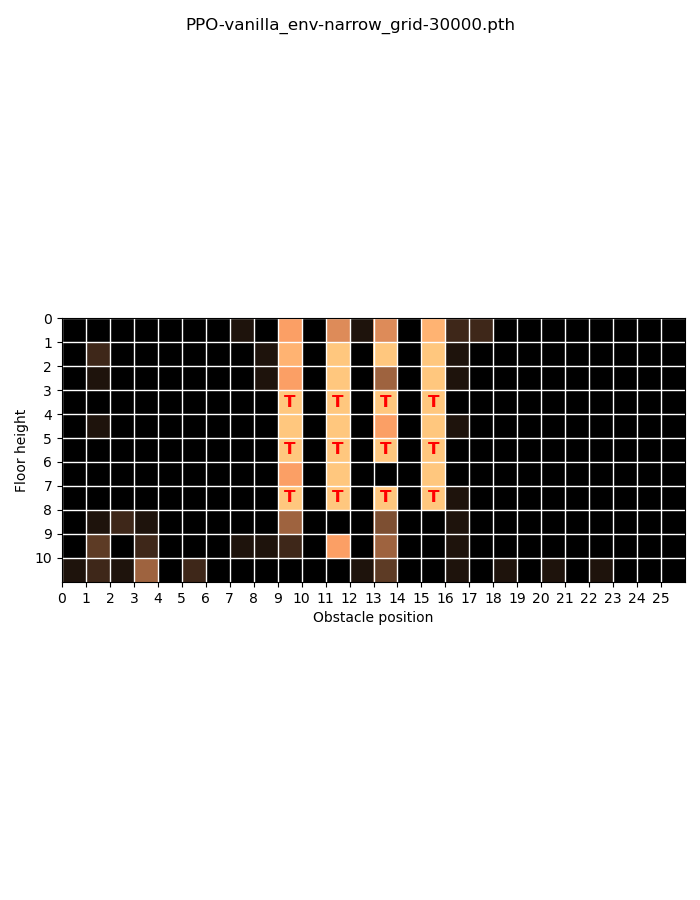 PPO-vanilla_env-narrow_grid-30000.pth
0
1
2
3
T T T T
4
5
T T T T
6
7
T T T T
8
9
10
0 1 2 3 4 5 6 7 8 9 10 11 12 13 14 15 16 17 18 19 20 21 22 23 24 25
Floor height
Obstacle position